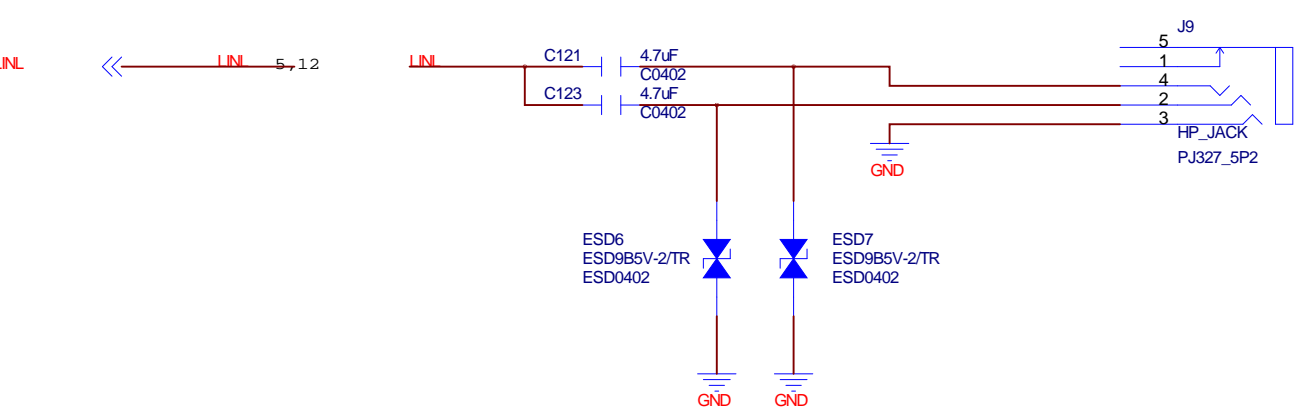 LINL
LINL
5,12
LINL
C121
4.7uF
C0402
C123
4.7uF
C0402
J9
5
1
4
2
3
HP_JACK
PJ327_5P2
GND
ESD6
ESD9B5V-2/TR
ESD0402
ESD7
ESD9B5V-2/TR
ESD0402
GND
GND